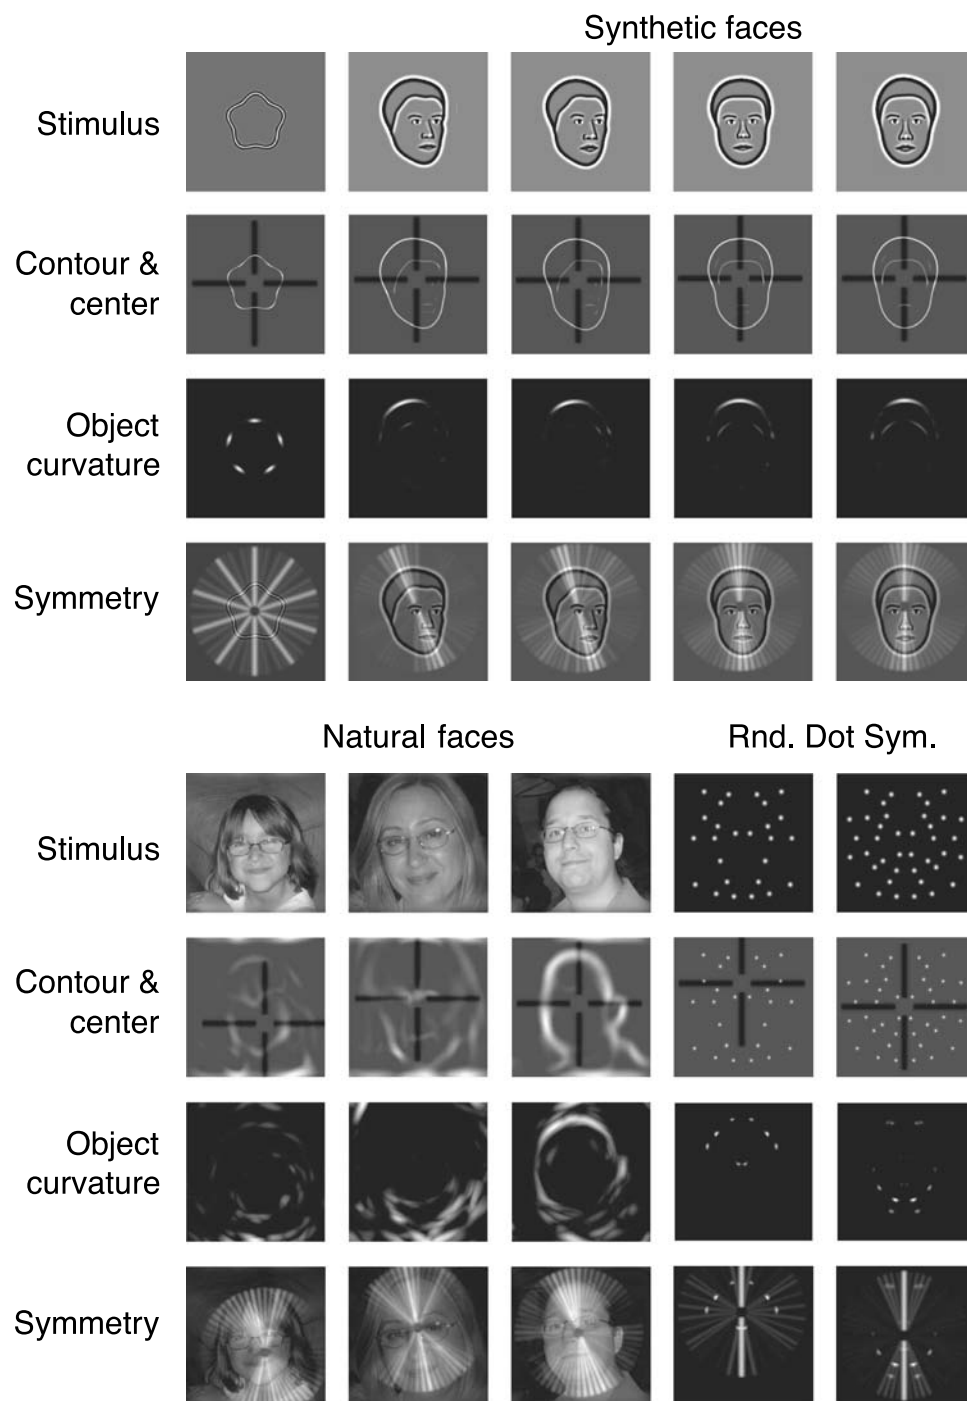 Synthetic faces
Stimulus
Contour &
center
Object
curvature
Symmetry
Natural faces
Rnd. Dot Sym.
Stimulus
Contour &
center
Object
curvature
Symmetry